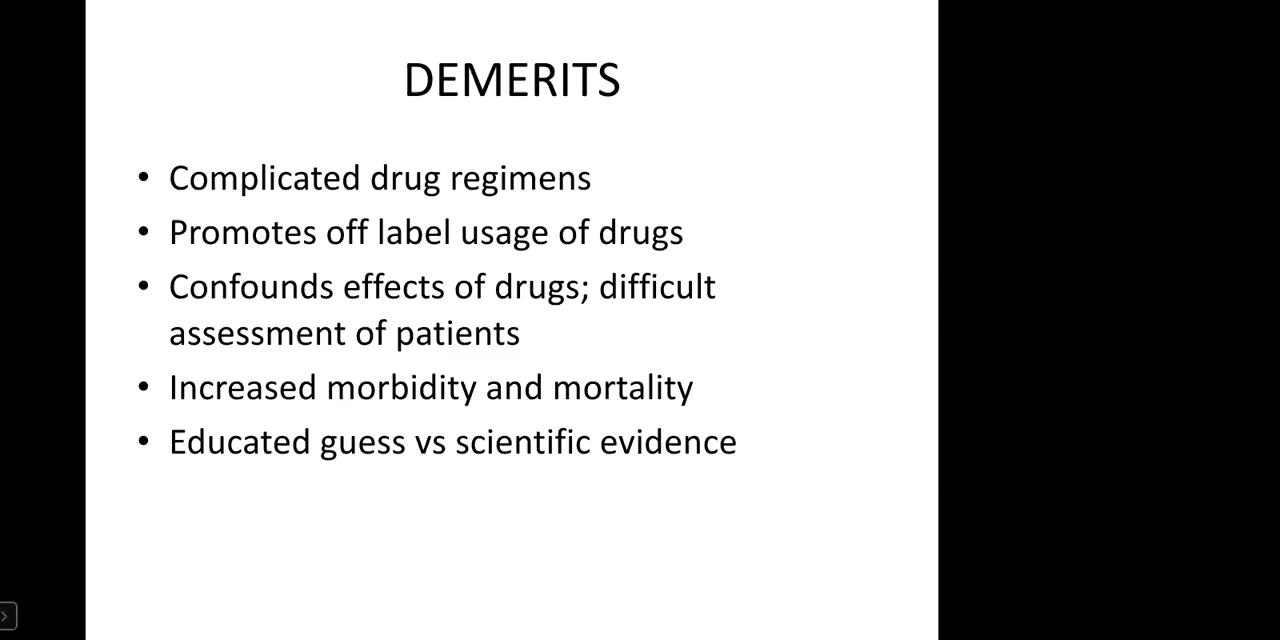 DEMERITS
• Complicated drug regimens
• Promotes off label usage of drugs
• Confounds effects of drugs; difficult
assessment of patients
• Increased morbidity and mortality
• Educated guess vs scientific evidence